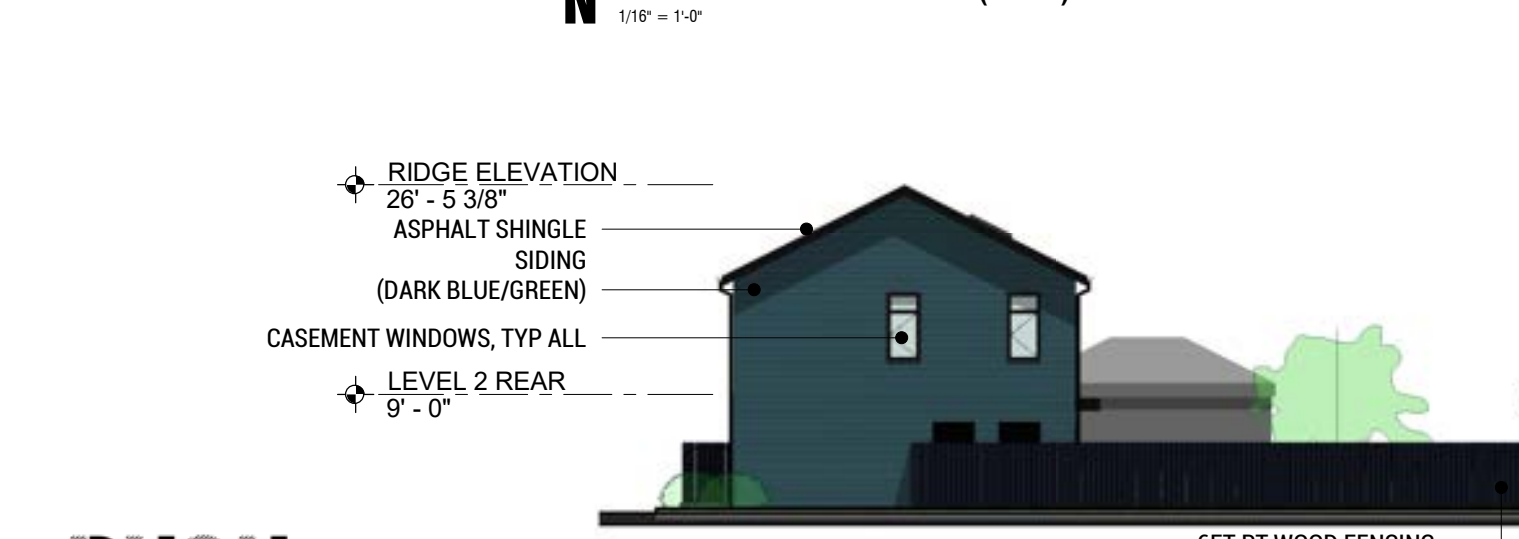 N
1/16" = 1'-0"
RIDGE ELEVATION
26' - 5 3/8"
ASPHALT SHINGLE
SIDING
(DARK BLUE/GREEN)
CASEMENT WINDOWS, TYP ALL
LEVEL 2 REAR
9' - 0"
6FT PT WOOD FENCING